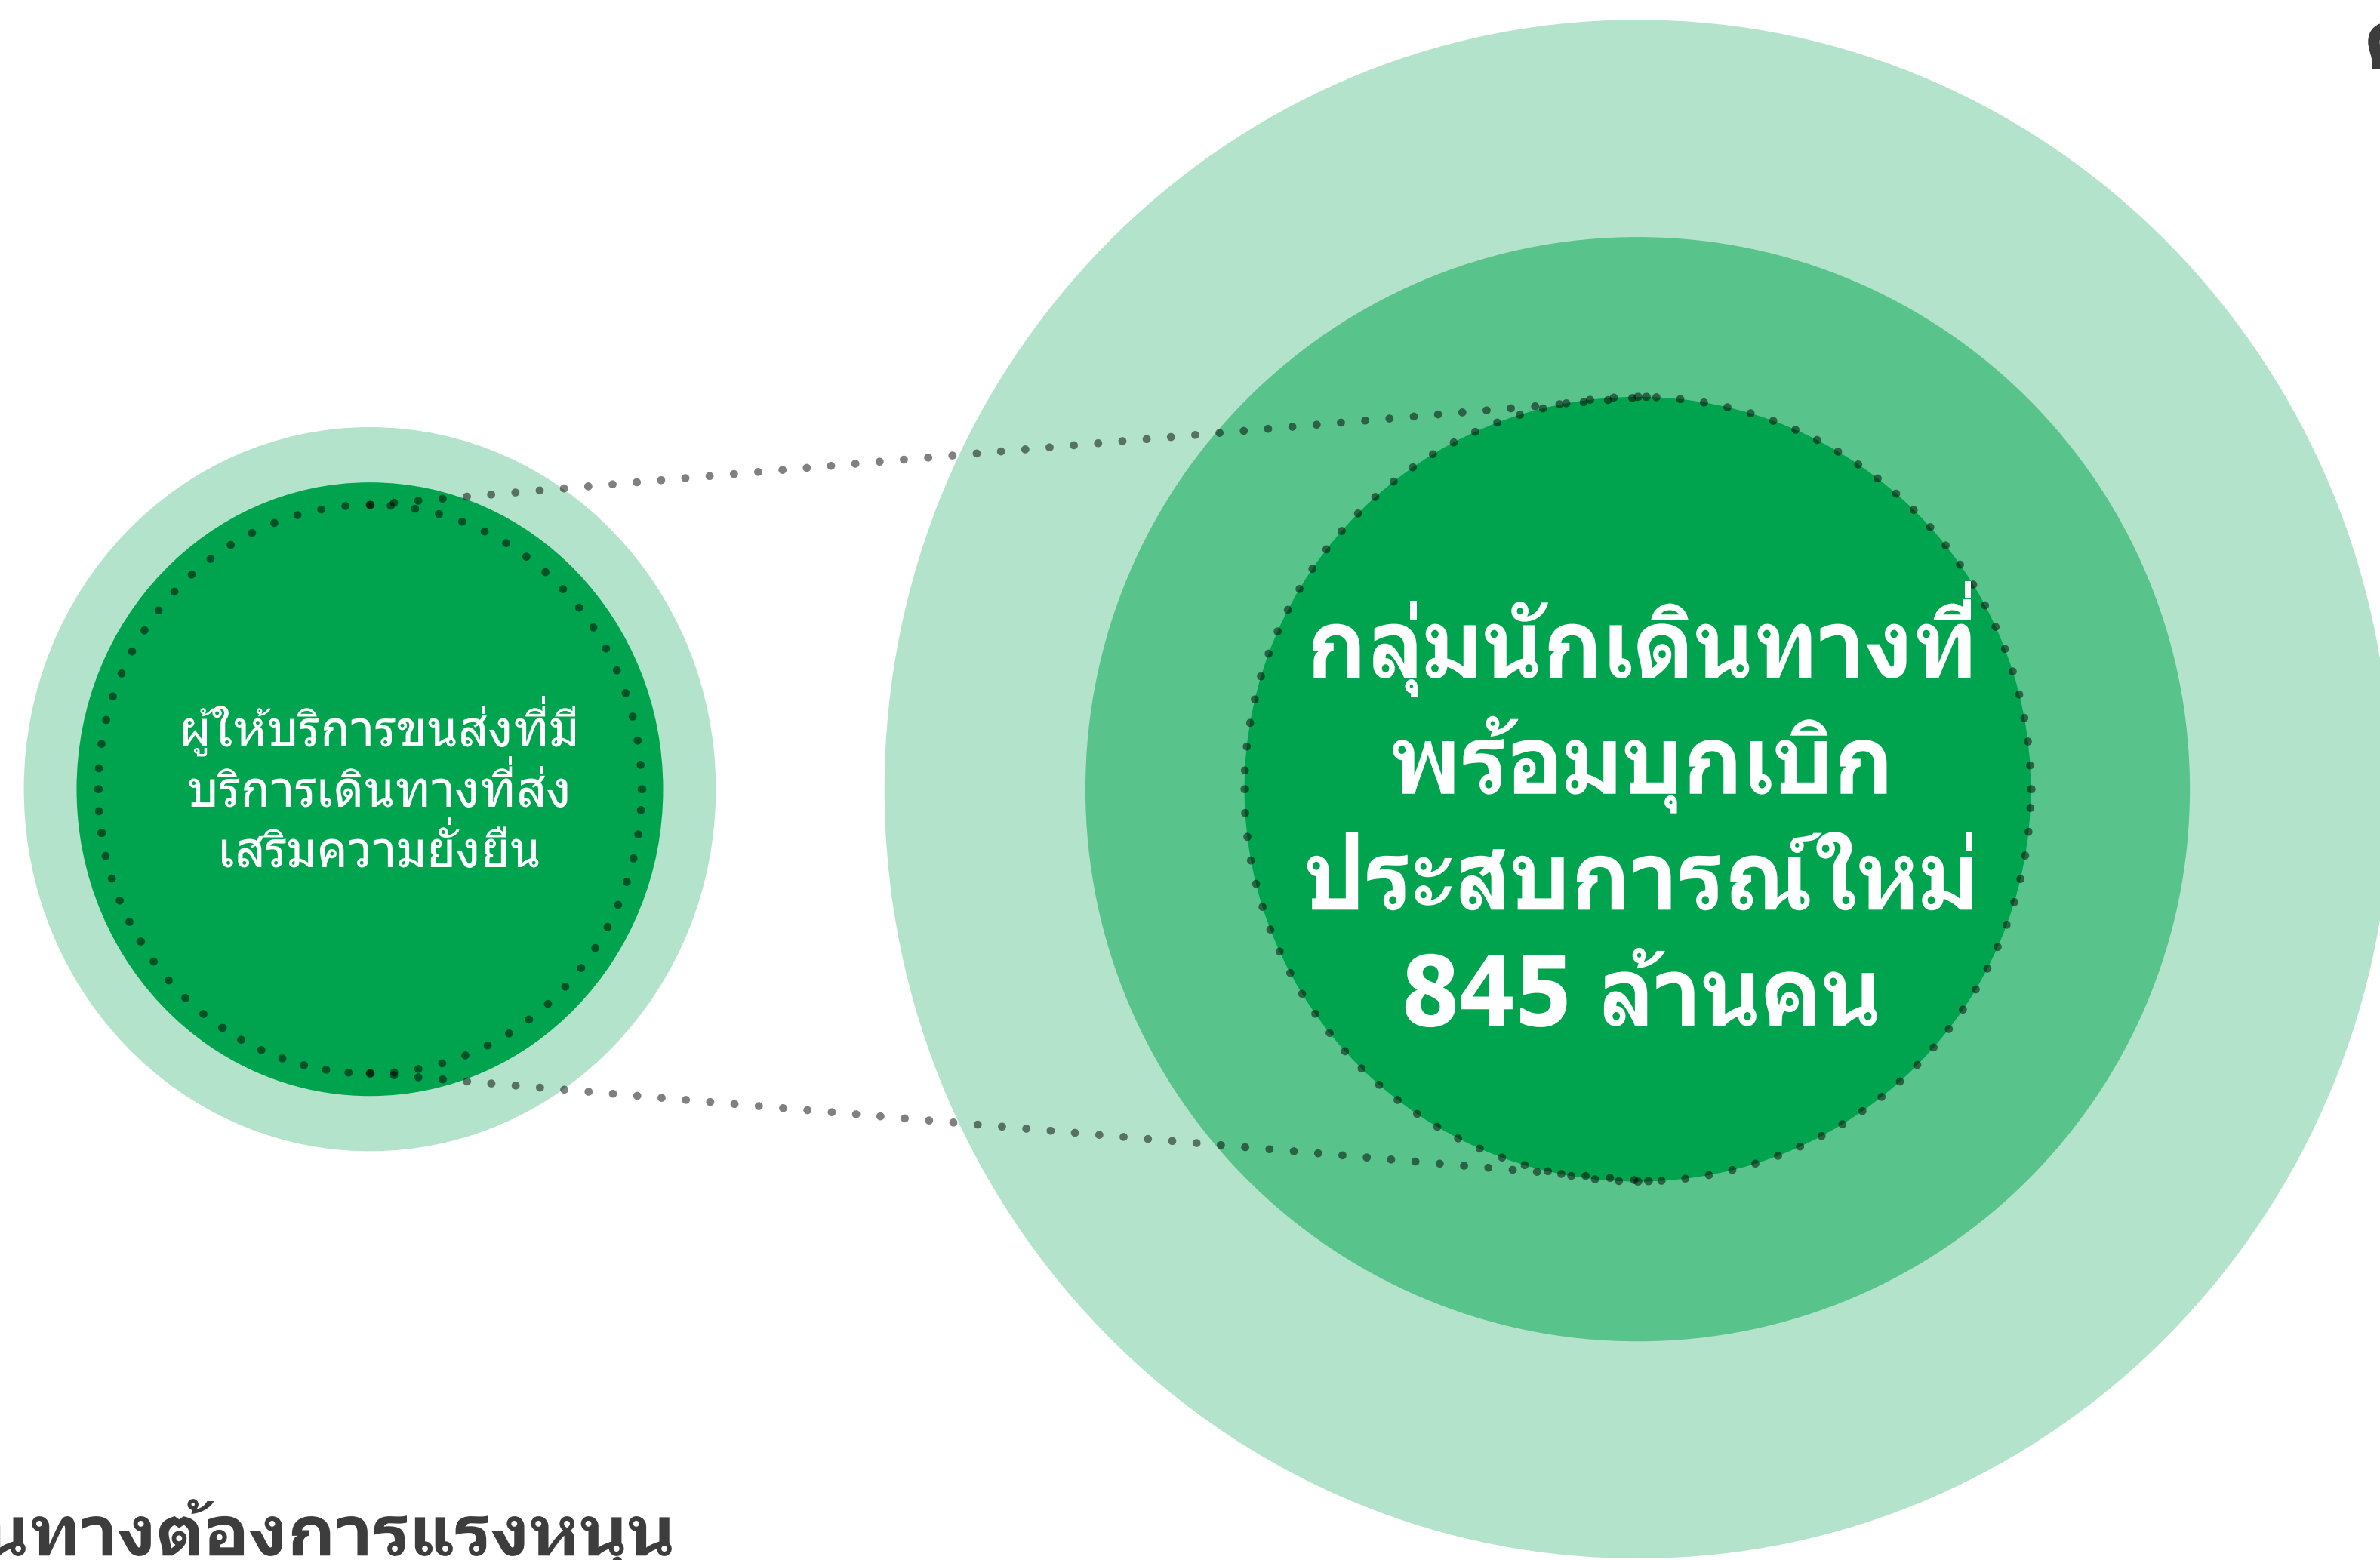 ผู้ให้บริการขนส่งที่มี
บริการเดินทางที่ส่ง
เสริมความยั่งยืน
กลุ่มนักเดินทางที่
พร้อมบุกเบิก
ประสบการณ์ใหม่
845 ล้านคน
นทางต้องการแรงหนุน